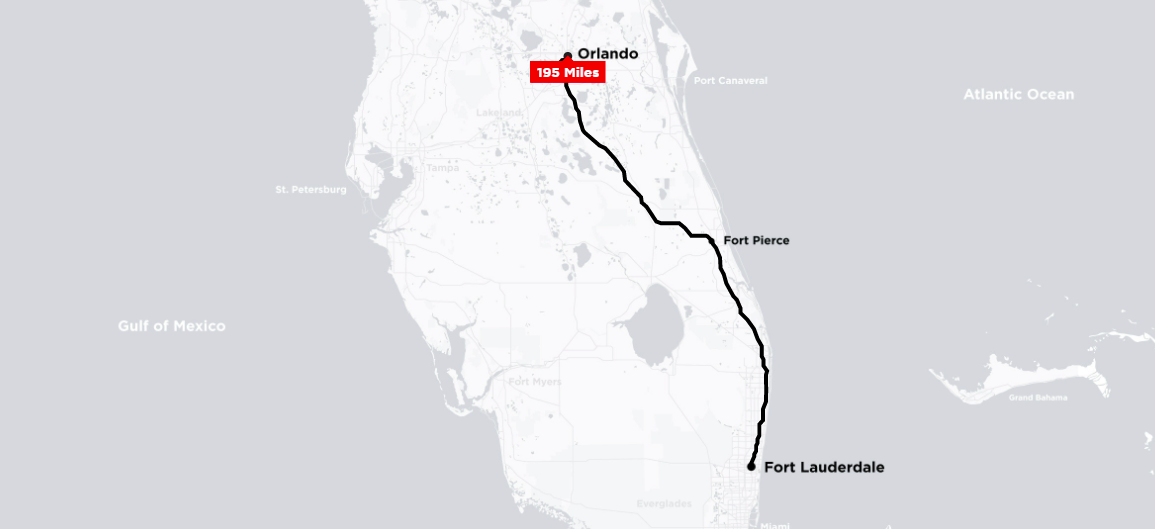 Orlando
195 Miles
Port Canaveral
Atlantic Ocean
Lakeland
Tampa
St. Petersburg
Fort Pierce
Gulf of Mexico
Fort Myers
Grand Bahama
Fort Lauderdale
Everglades
Miami